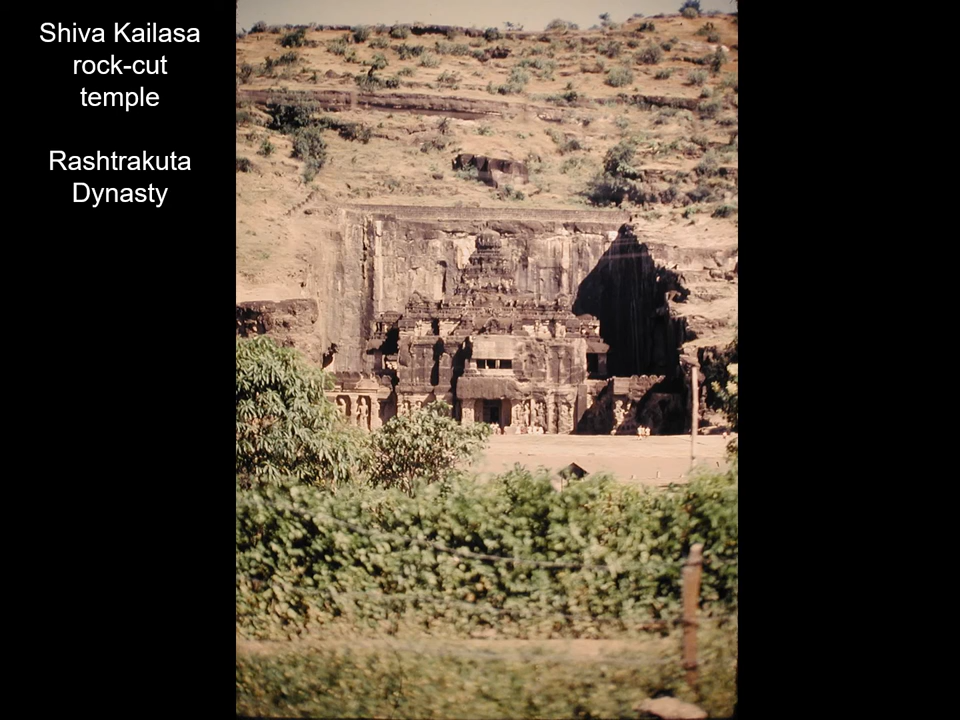 Shiva Kailasa
rock-cut
temple
Rashtrakuta
Dynasty